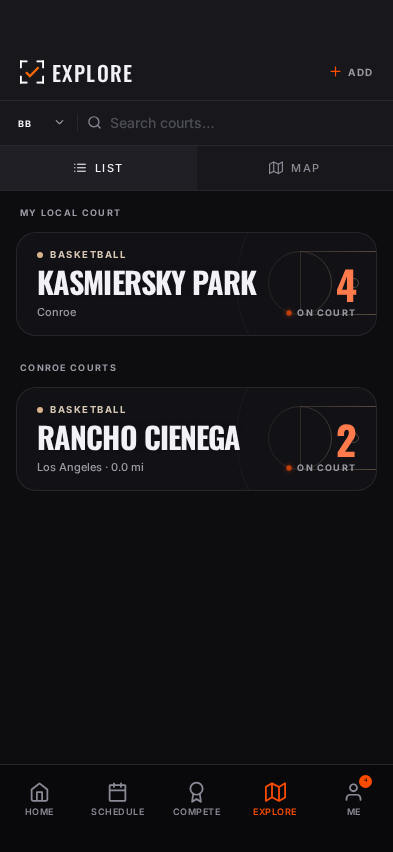 EXPLORE
ADD
BB
Search courts...
LIST
MAP
MY LOCAL COURT
BASKETBALL
KASMIERSKY PARK
4
Conroe
ON COURT
CONROE COURTS
BASKETBALL
RANCHO CIENEGA
2
Los Angeles · 0.0 mi
ON COURT
HOME
SCHEDULE
COMPETE
EXPLORE
ME